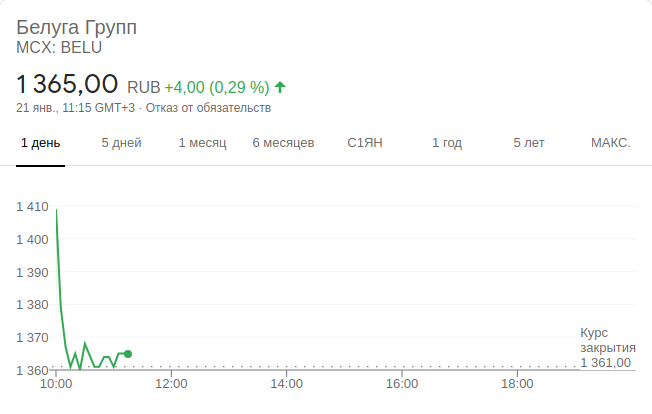 Белуга Групп
MCX: BELU
1 365,00 RUB +4,00 (0,29 %)
21 янв., 11:15 GMT+3 · Отказ от обязательств
1 день 5 дней 1 месяц 6 месяцев С1ЯН 1 год 5 лет МАКС.
1 410
1 400
1 390
1 380
1 370
1 360
Курс
закрытия
1 361,00
10:00 12:00 14:00 16:00 18:00